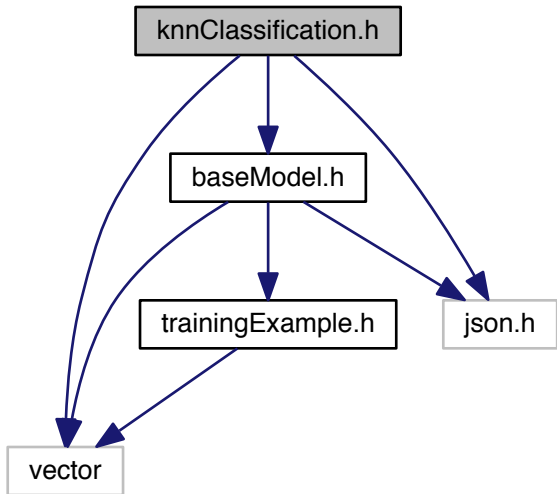 knnClassification.h
baseModel.h
trainingExample.h
json.h
vector